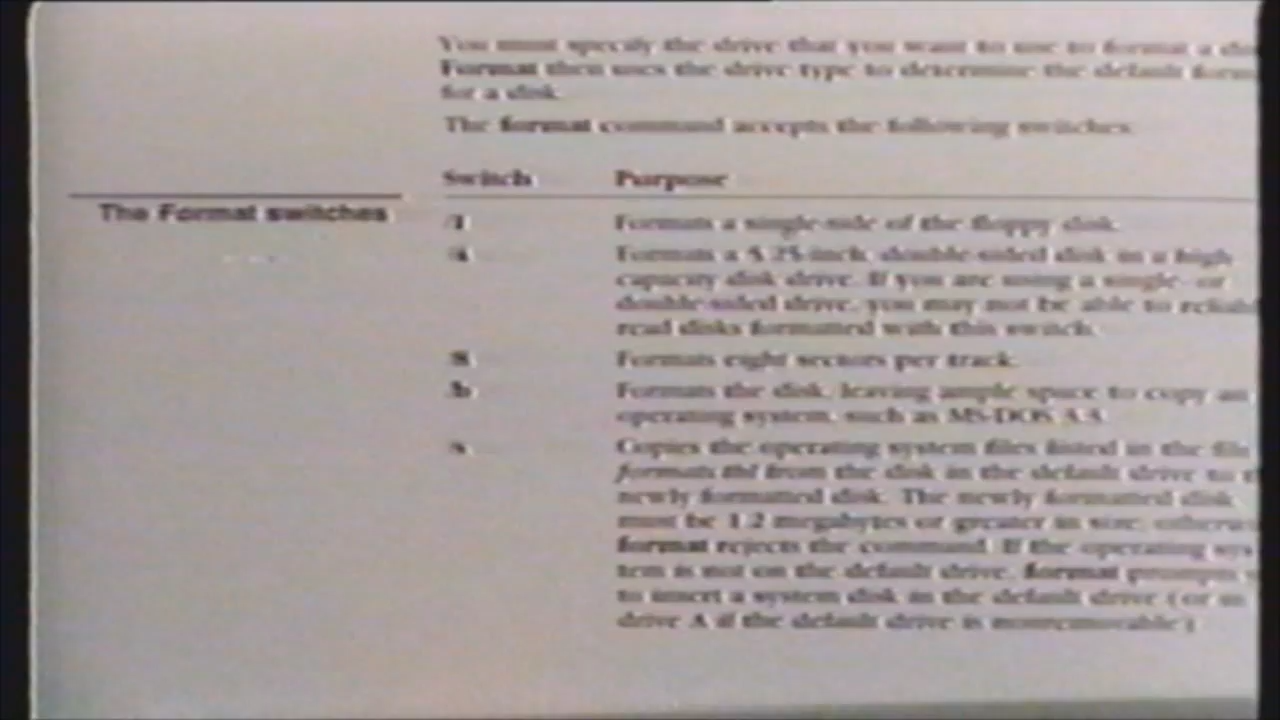 You must specify the drive that you want to use to format a
Format then uses the drive type to determine the default
for a disk.
The format command accepts the following switches:
Switch Purpose
The Format switches
/1 Formats a single-side of the floppy disk.
/4 Formats a 5.25-inch, double-sided disk in a high
capacity disk drive. If you are using a single- or
double-sided drive, you may not be able to
read disks formatted with this switch.
/8 Formats eight sectors per track.
/b Formats the disk, leaving ample space to copy an
operating system, such as MS-DOS 3.3.
/s Copies the operating system files listed in the
formats.tbl from the disk in the default drive to
newly formatted disk. The newly formatted disk
must be 1.2 megabytes or greater in size;
format rejects the command. If the operating sys-
tem is not on the default drive, format prompts
to insert a system disk in the default drive (or in
drive A if the default drive is nonremovable).